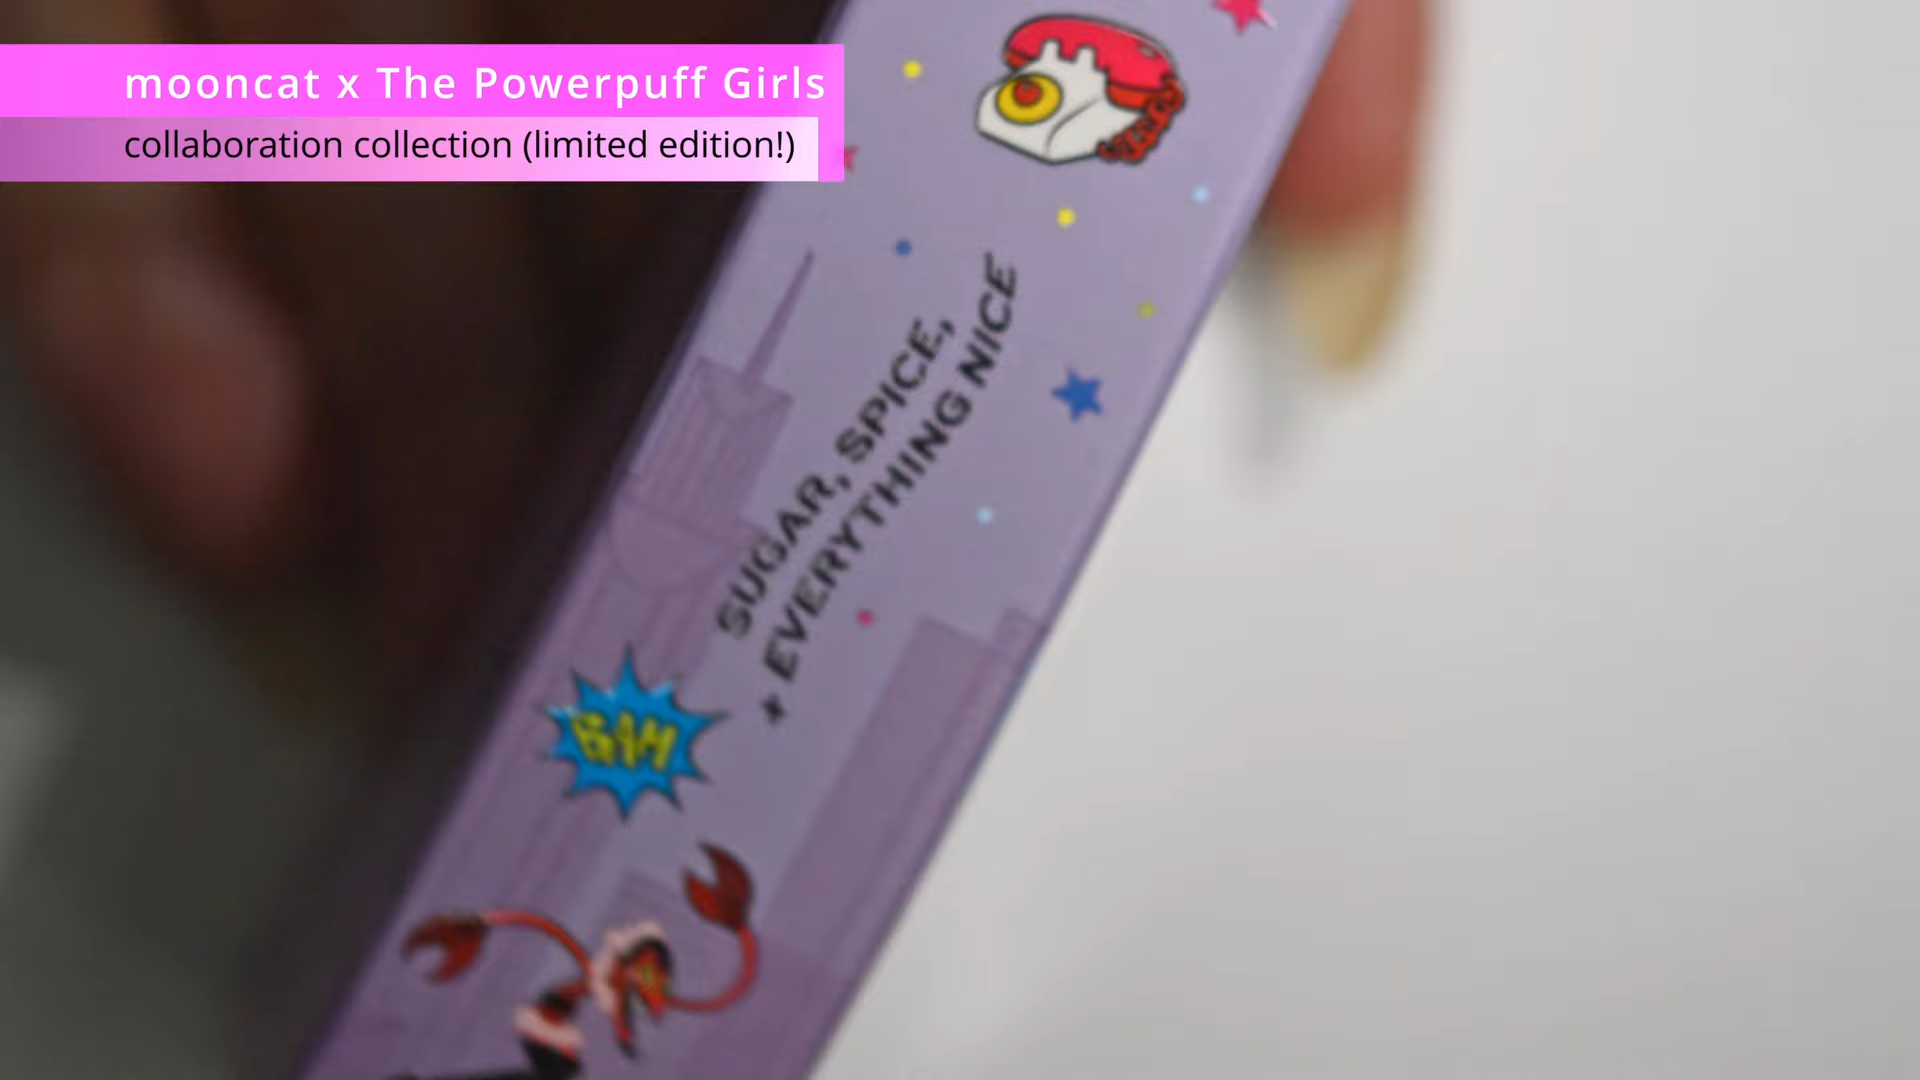 mooncat x The Powerpuff Girls
collaboration collection (limited edition!)
SUGAR, SPICE,
+ EVERYTHING NICE
BAM